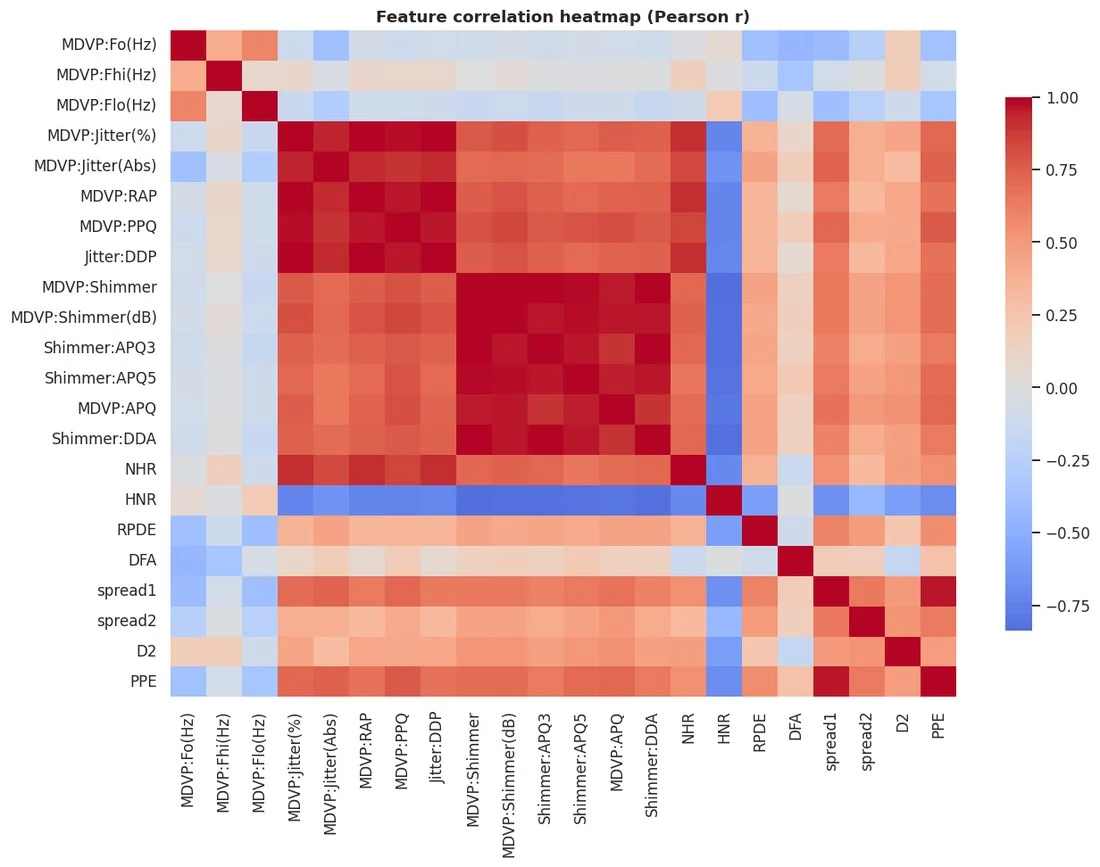 Feature correlation heatmap (Pearson r)
MDVP:Fo(Hz)
MDVP:Fhi(Hz)
MDVP:Flo(Hz)
MDVP:Jitter(%)
MDVP:Jitter(Abs)
MDVP:RAP
MDVP:PPQ
Jitter:DDP
MDVP:Shimmer
MDVP:Shimmer(dB)
Shimmer:APQ3
Shimmer:APQ5
MDVP:APQ
Shimmer:DDA
NHR
HNR
RPDE
DFA
spread1
spread2
D2
PPE
MDVP:Fo(Hz)
MDVP:Fhi(Hz)
MDVP:Flo(Hz)
MDVP:Jitter(%)
MDVP:Jitter(Abs)
MDVP:RAP
MDVP:PPQ
Jitter:DDP
MDVP:Shimmer
MDVP:Shimmer(dB)
Shimmer:APQ3
Shimmer:APQ5
MDVP:APQ
Shimmer:DDA
NHR
HNR
RPDE
DFA
spread1
spread2
D2
PPE
1.00
0.75
0.50
0.25
0.00
−0.25
−0.50
−0.75